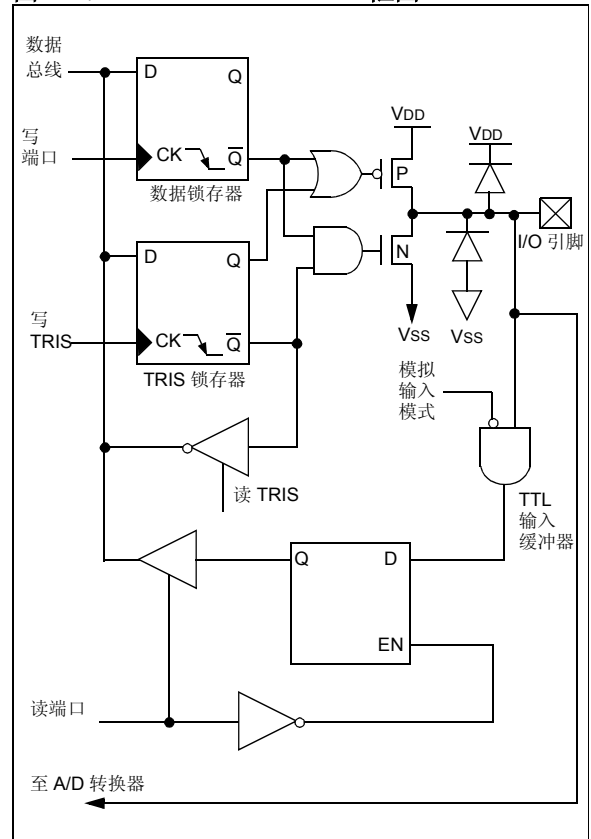 数据
总线
D
Q
写
端口
CK
Q
数据锁存器
VDD
P
VDD
I/O 引脚
D
Q
N
写
TRIS
CK
Q
TRIS 锁存器
VSS
VSS
模拟
输入
模式
读 TRIS
TTL
输入
缓冲器
Q
D
EN
读端口
至 A/D 转换器